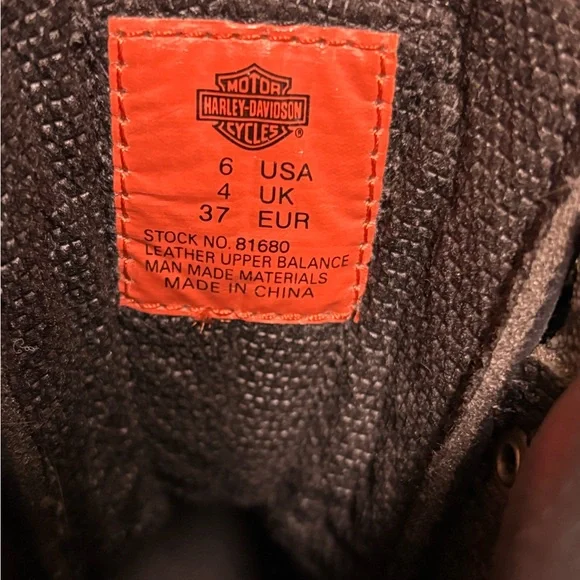 MOTOR
HARLEY-DAVIDSON
CYCLES ®
6 USA
4 UK
37 EUR
STOCK NO. 81680
LEATHER UPPER BALANCE
MAN MADE MATERIALS
MADE IN CHINA